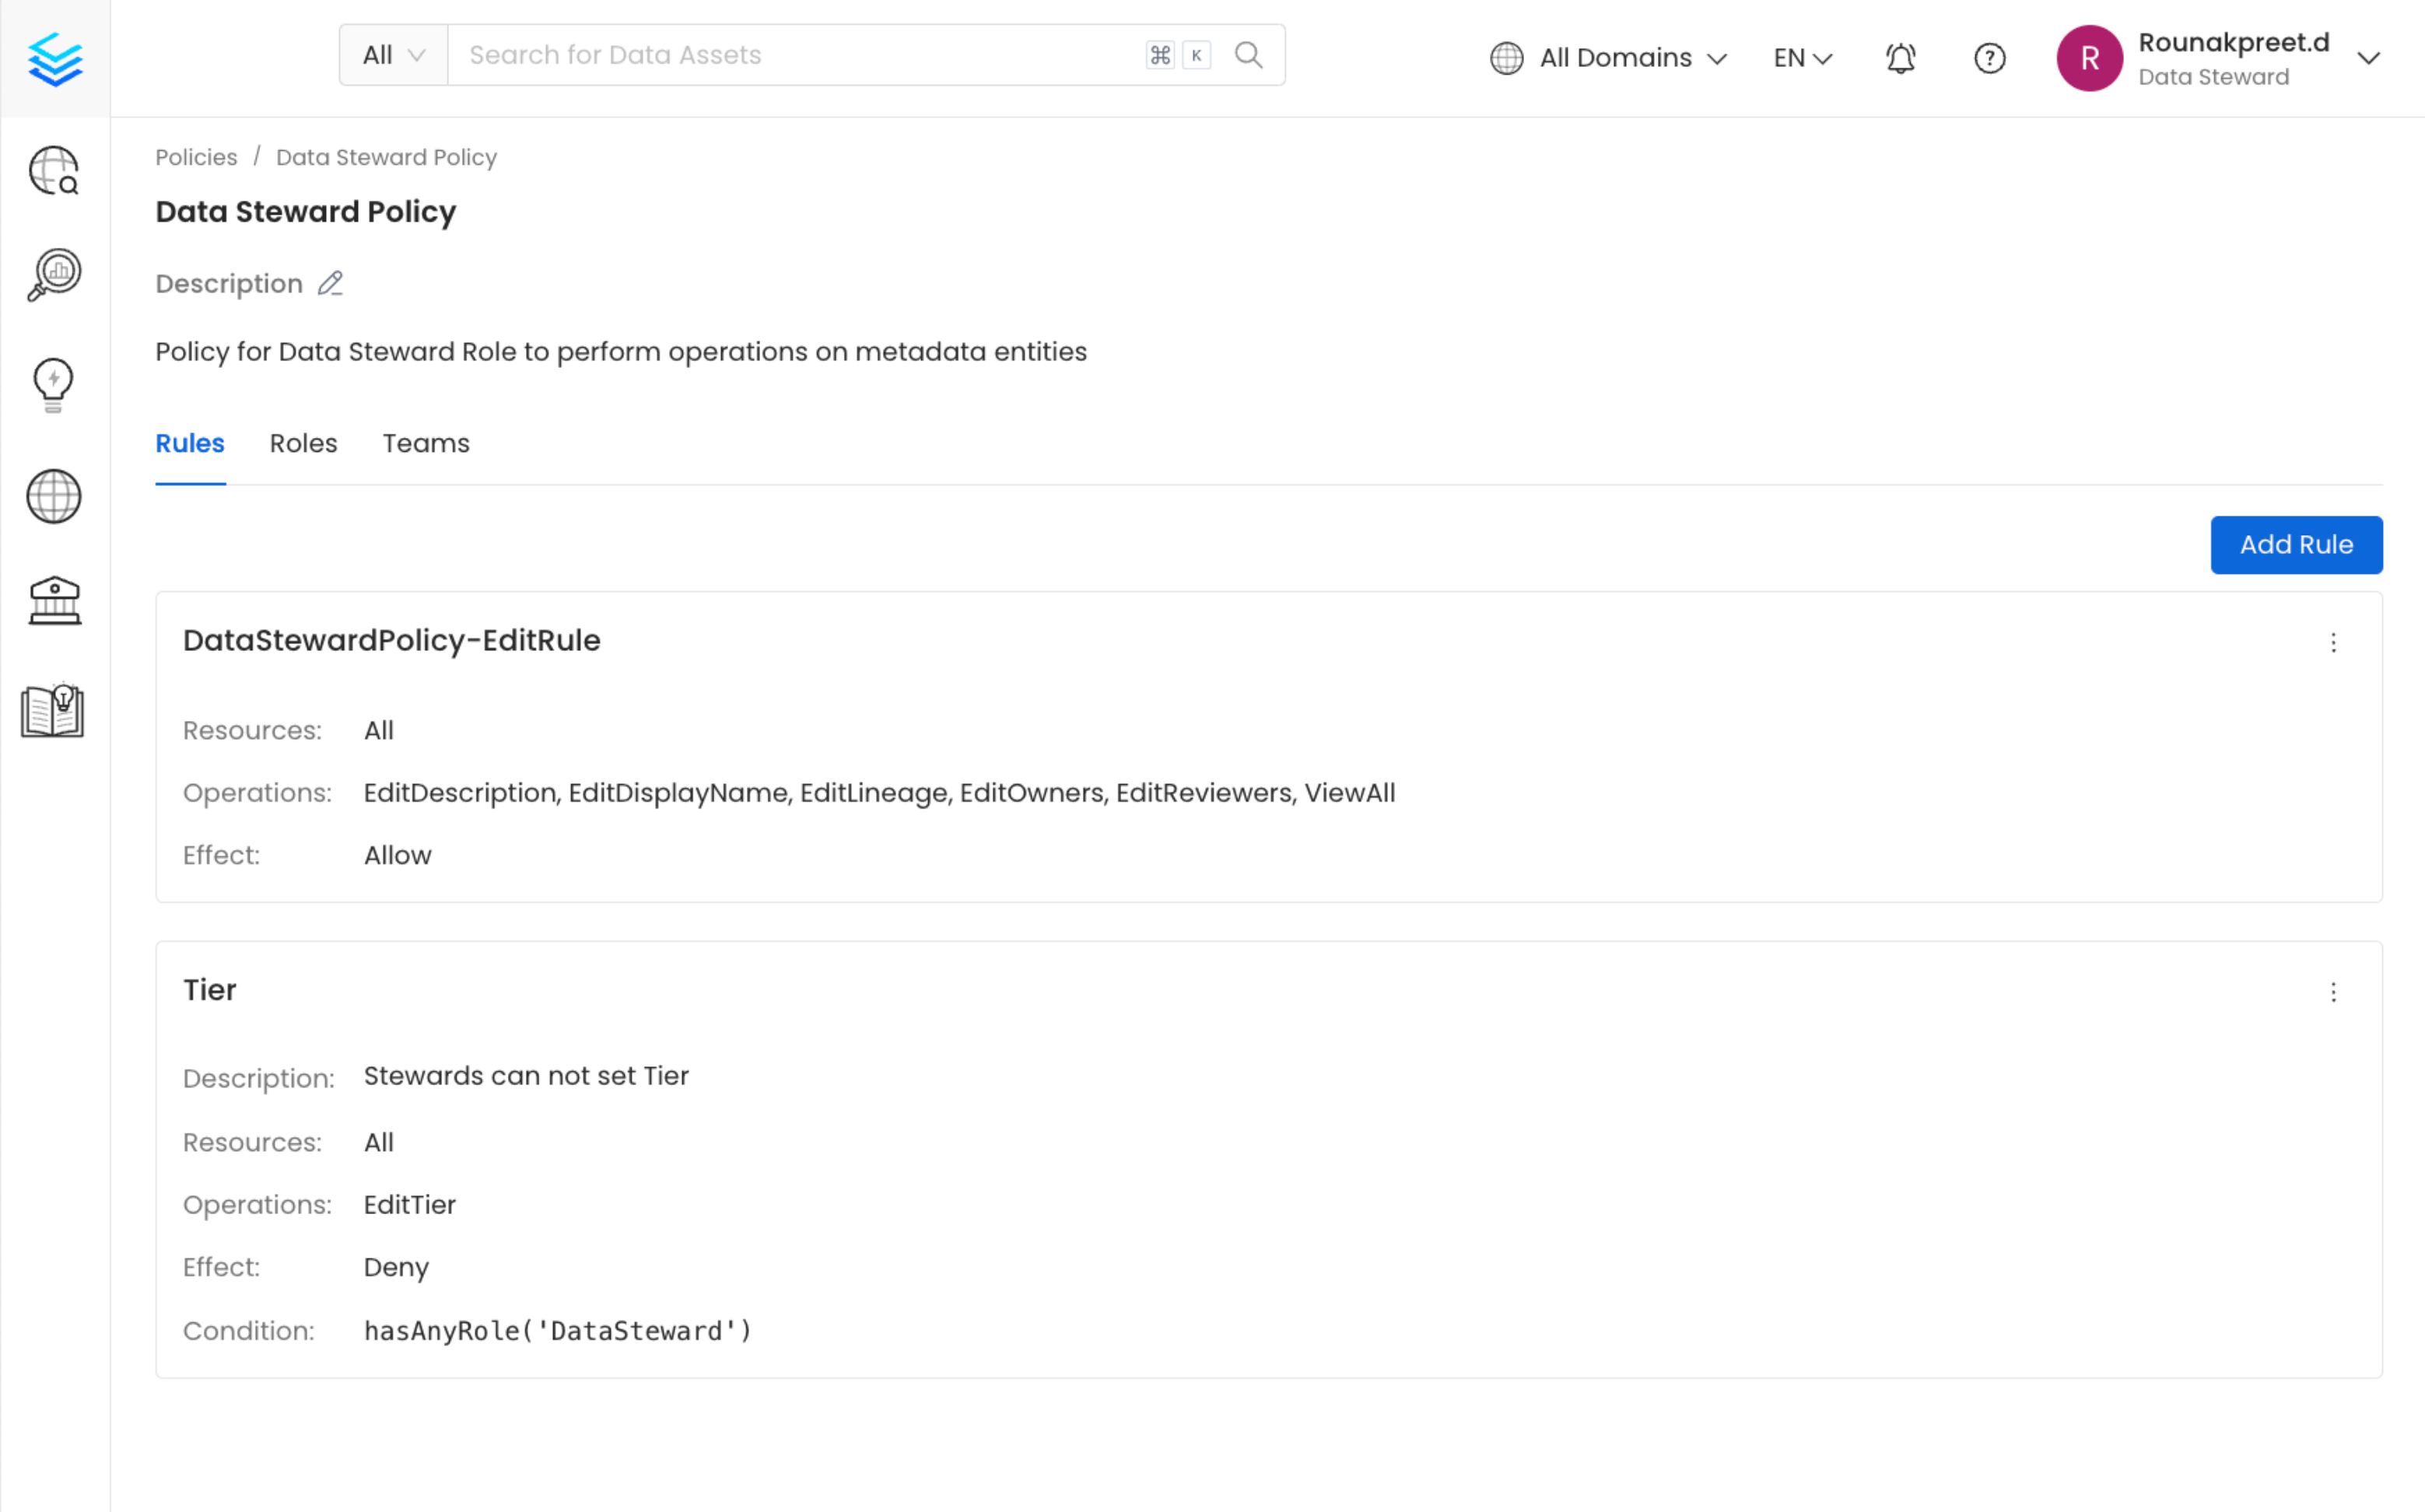 All
Search for Data Assets
⌘ K
All Domains
EN
R
Rounakpreet.d
Data Steward
Policies / Data Steward Policy
Data Steward Policy
Description
Policy for Data Steward Role to perform operations on metadata entities
Rules Roles Teams
Add Rule
DataStewardPolicy-EditRule
Resources: All
Operations: EditDescription, EditDisplayName, EditLineage, EditOwners, EditReviewers, ViewAll
Effect: Allow
Tier
Description: Stewards can not set Tier
Resources: All
Operations: EditTier
Effect: Deny
Condition: hasAnyRole('DataSteward')